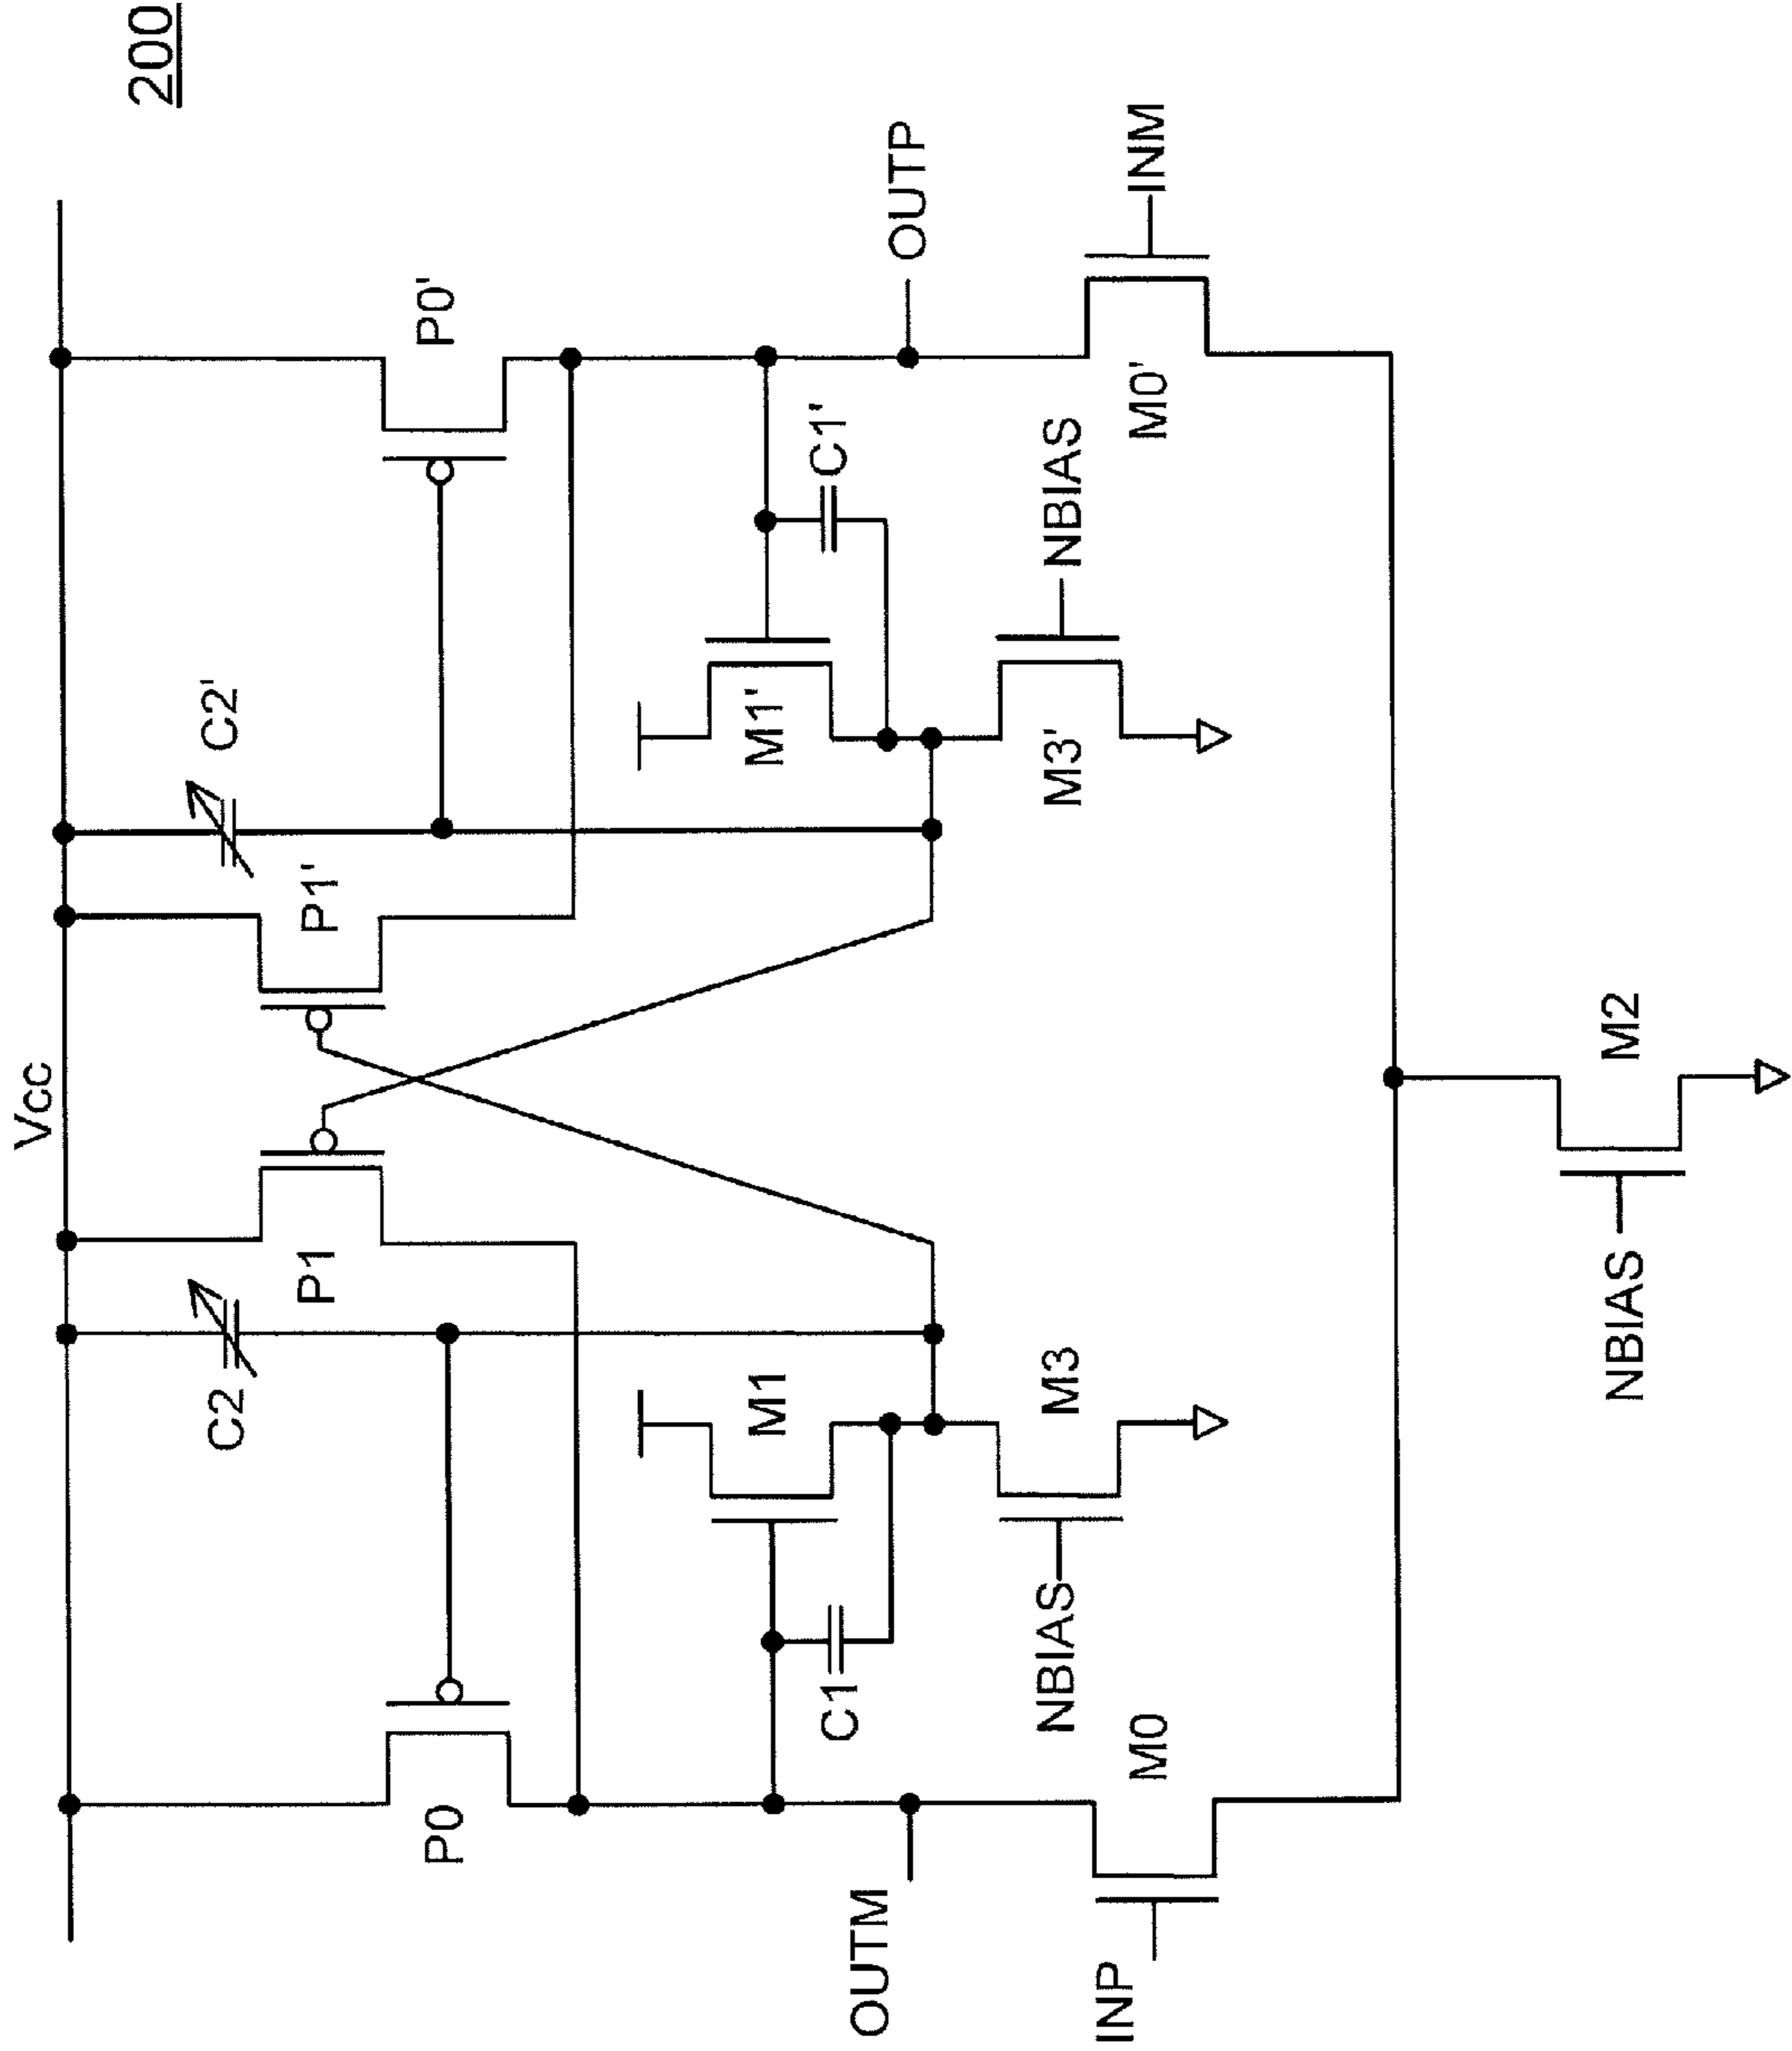 200
Vcc
C2
C2'
P1
P1'
P0
P0'
M1
M1'
C1
C1'
OUTM
OUTP
M3
M3'
NBIAS
NBIAS
INP
M0
M0'
INM
NBIAS
M2